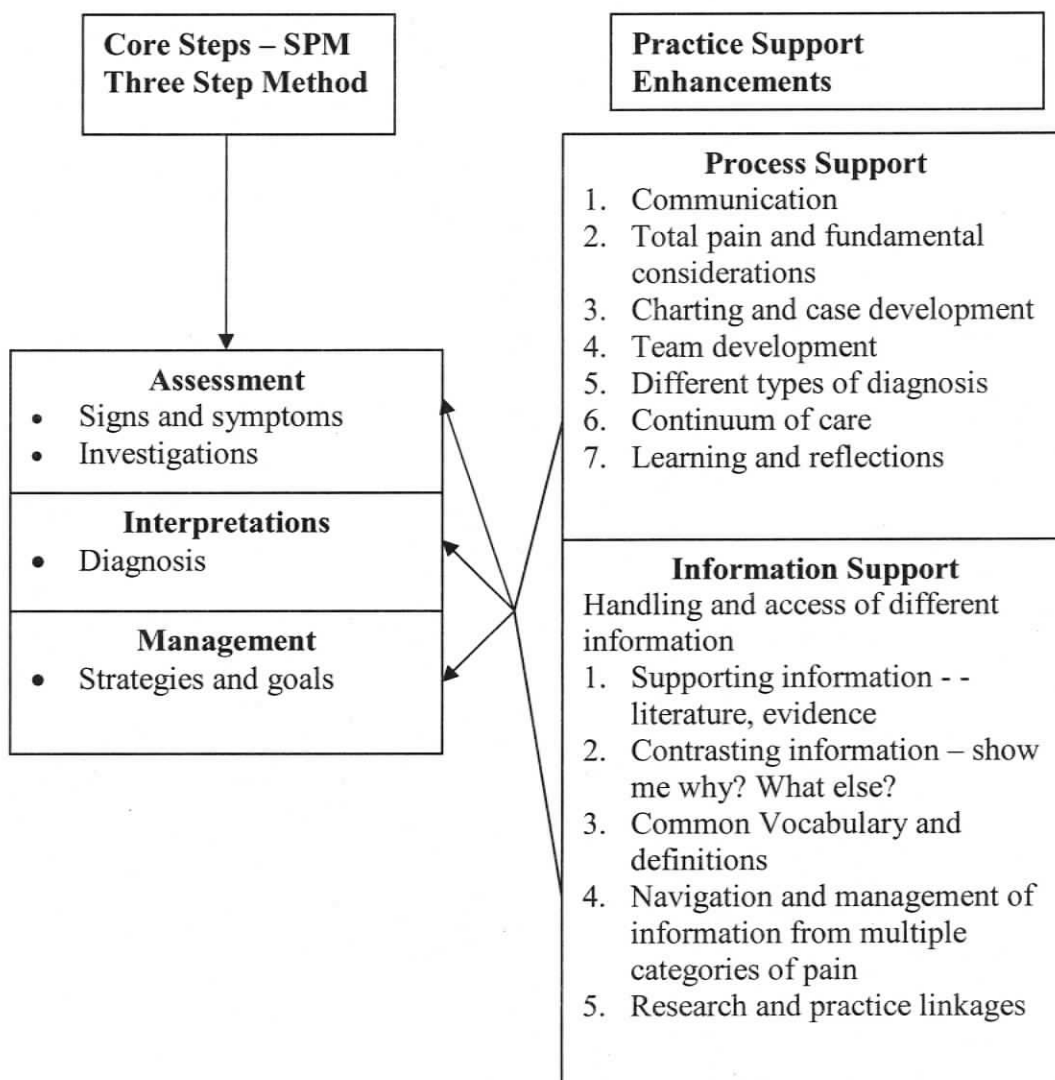 Core Steps – SPM
Three Step Method
Assessment
• Signs and symptoms
• Investigations
Interpretations
• Diagnosis
Management
• Strategies and goals
Practice Support
Enhancements
Process Support
1. Communication
2. Total pain and fundamental
considerations
3. Charting and case development
4. Team development
5. Different types of diagnosis
6. Continuum of care
7. Learning and reflections
Information Support
Handling and access of different
information
1. Supporting information - -
literature, evidence
2. Contrasting information – show
me why? What else?
3. Common Vocabulary and
definitions
4. Navigation and management of
information from multiple
categories of pain
5. Research and practice linkages